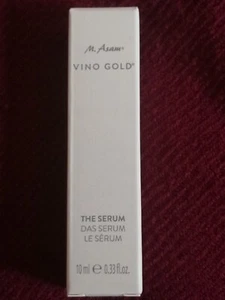 M. Asam®
VINO GOLD®
THE SERUM
DAS SERUM
LE SÉRUM
10 ml ℮ 0.33 fl.oz.